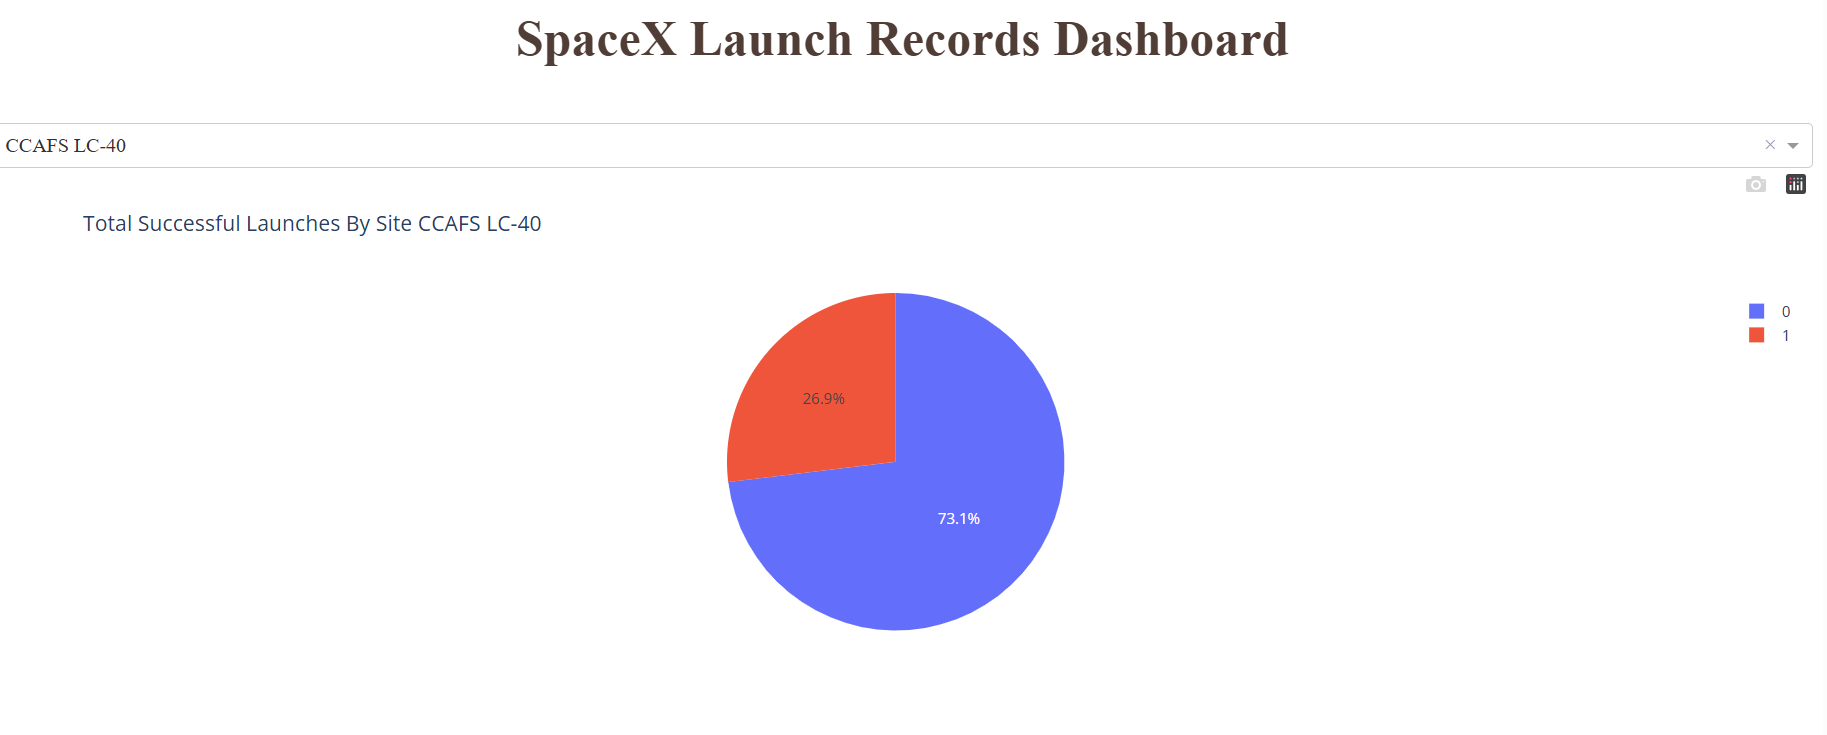 SpaceX Launch Records Dashboard
CCAFS LC-40
Total Successful Launches By Site CCAFS LC-40
0
1
26.9%
73.1%